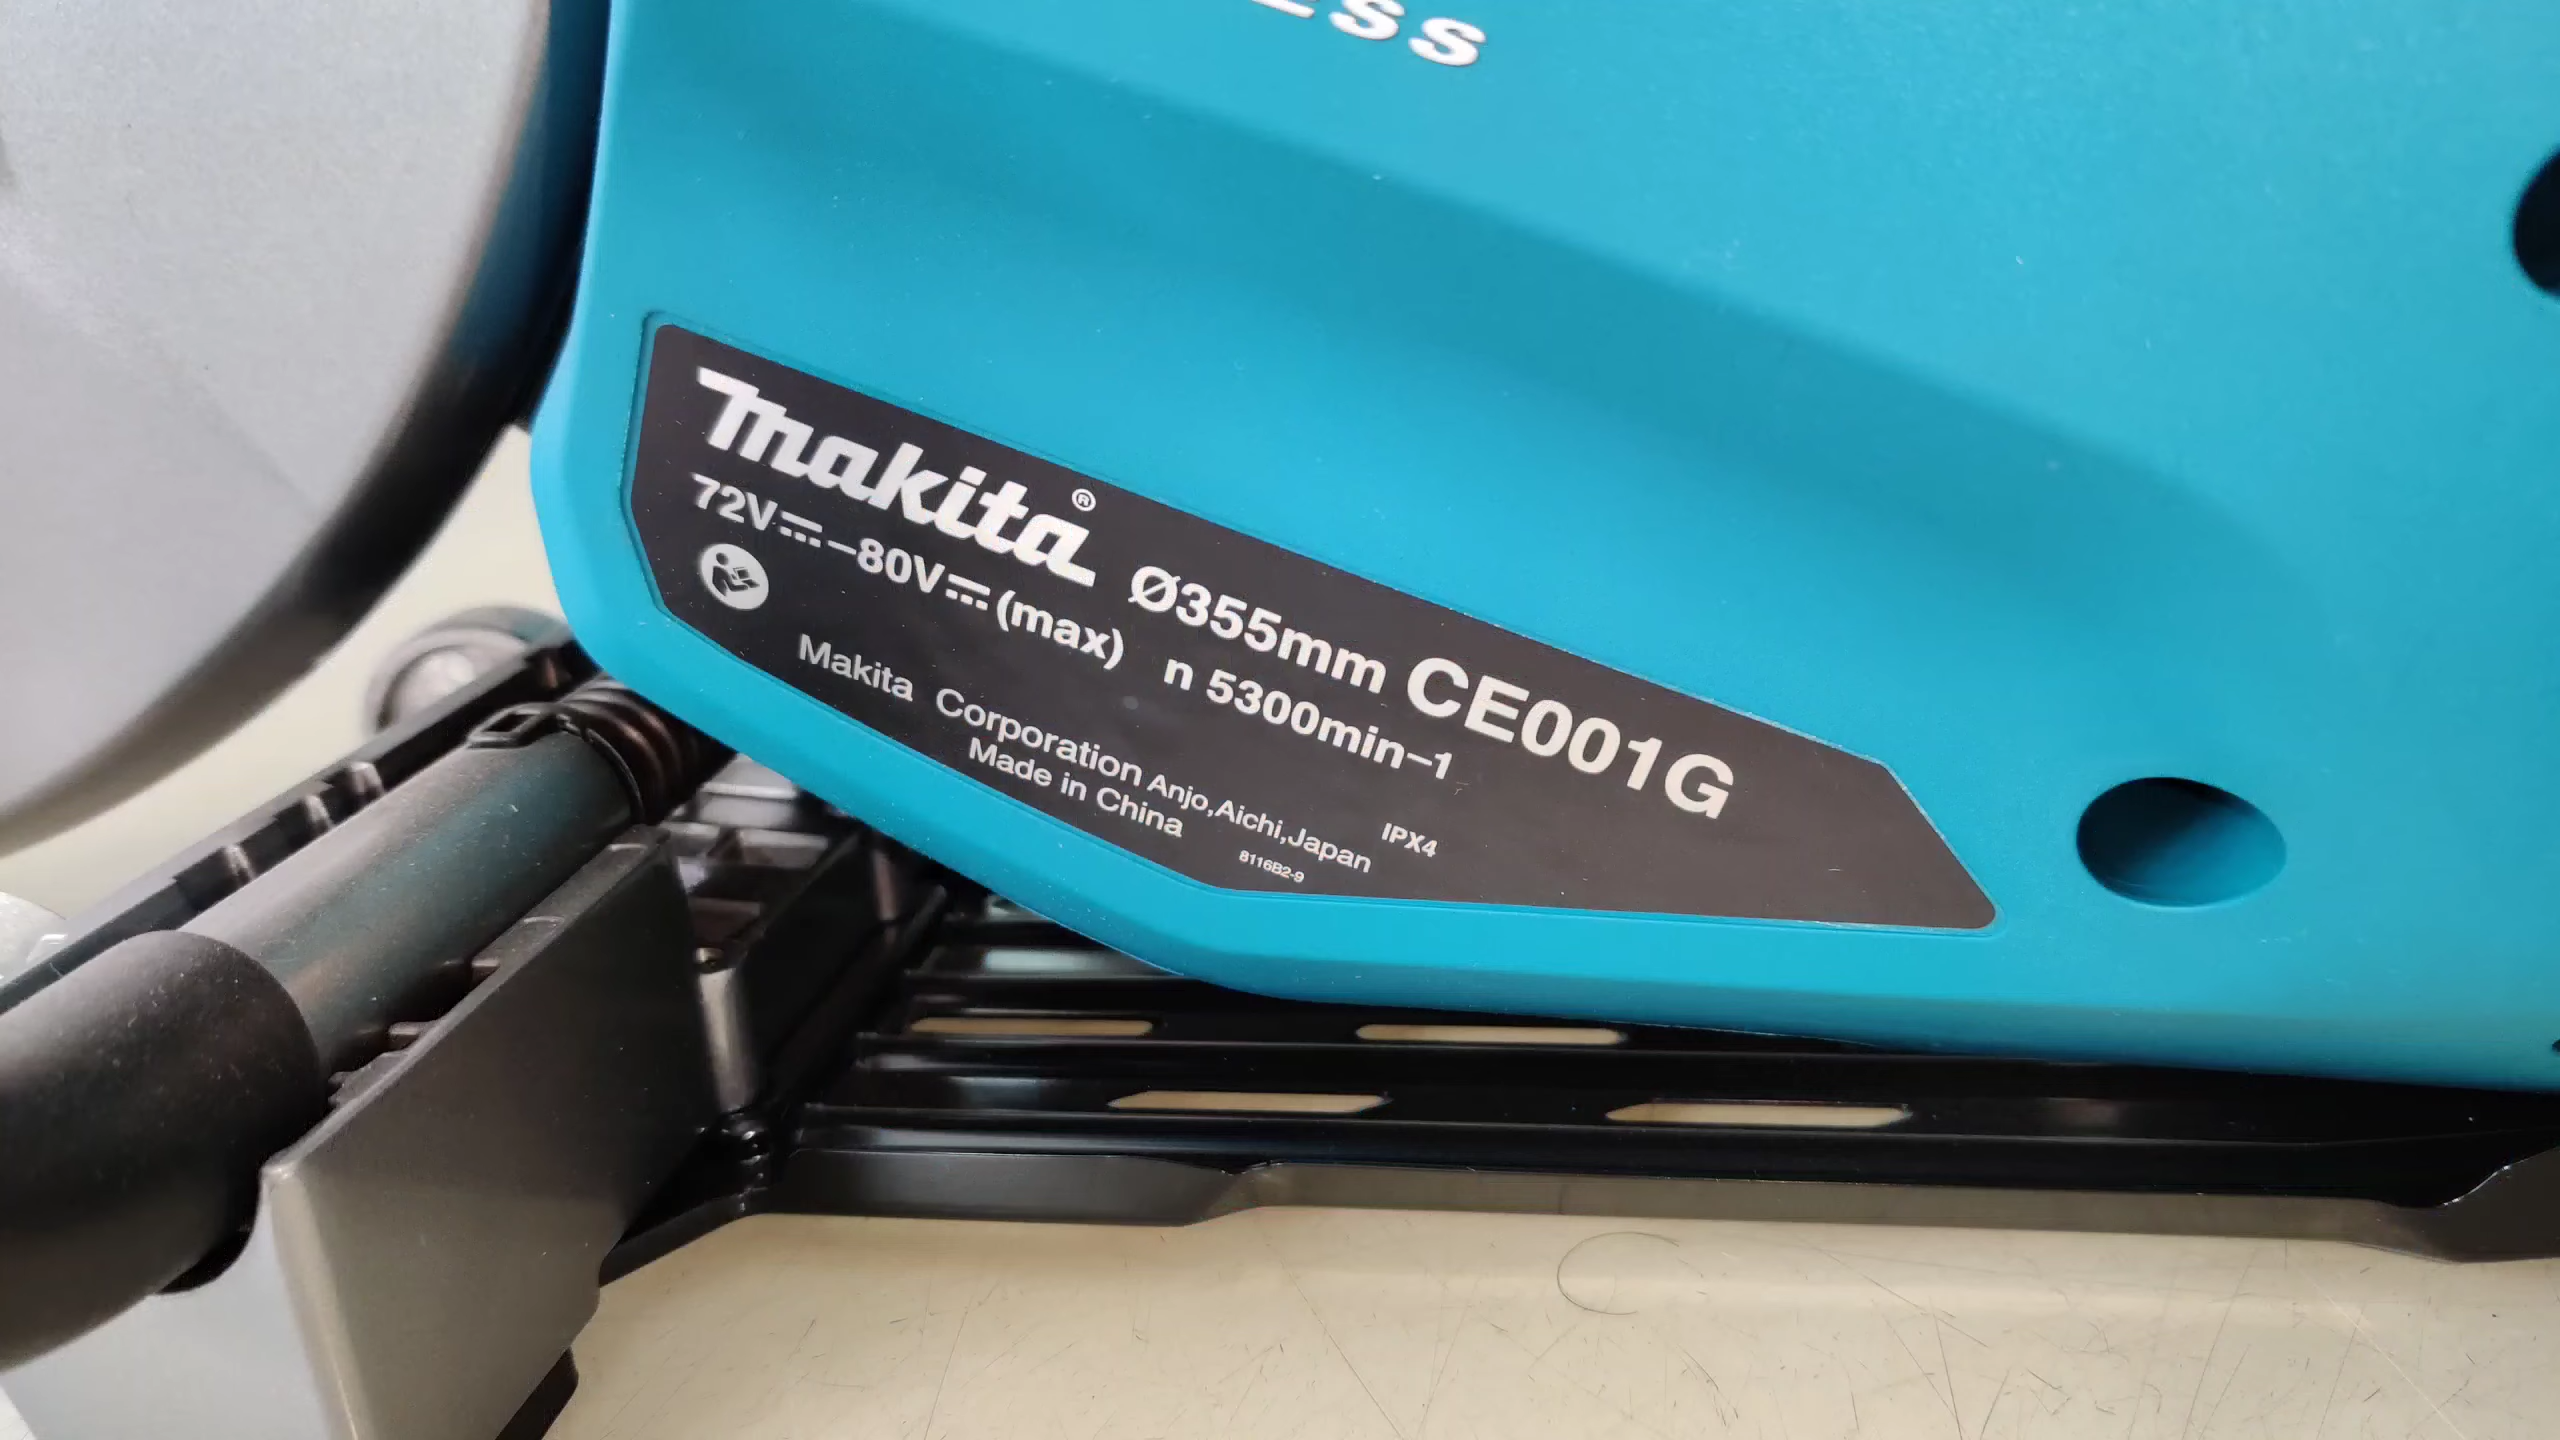 ESS
makita®
Ø355mm CE001G
72V⎓–80V⎓(max) n 5300min–1
Makita Corporation Anjo,Aichi,Japan
Made in China
IPX4
8116B2-9